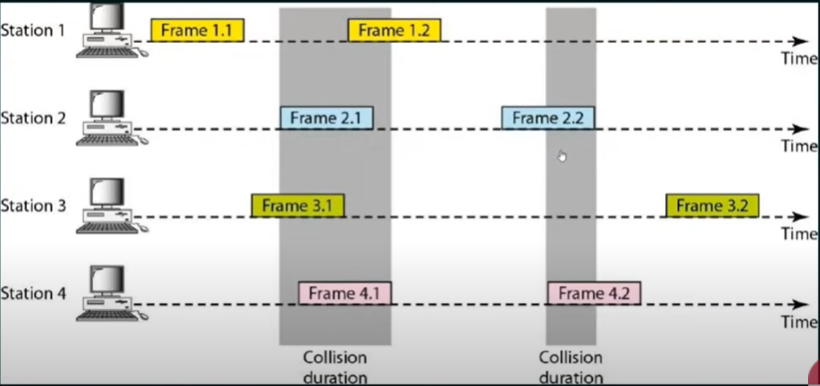 Station 1
Frame 1.1
Frame 1.2
Time
Station 2
Frame 2.1
Frame 2.2
Time
Station 3
Frame 3.1
Frame 3.2
Time
Station 4
Frame 4.1
Frame 4.2
Time
Collision
duration
Collision
duration